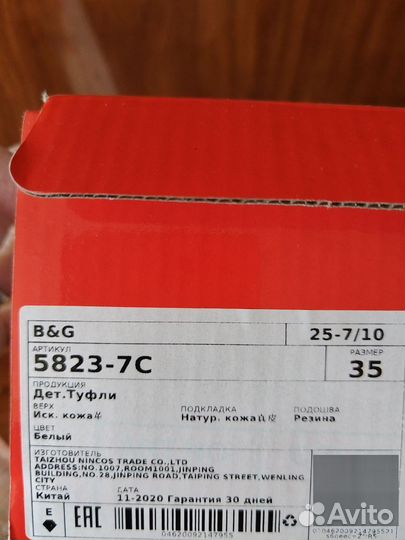 B&G 25-7/10
АРТИКУЛ РАЗМЕР
5823-7C 35
ПРОДУКЦИЯ
Дет.Туфли
ВЕРХ ПОДКЛАДКА ПОДОШВА
Иск. кожа Натур. кожа Резина
ЦВЕТ
Белый
ИЗГОТОВИТЕЛЬ
TAIZHOU NINCOS TRADE CO.,LTD
ADDRESS:NO.1007,ROOM1001,JINPING
BUILDING,NO.28,JINPING ROAD,TAIPING STREET,WENLING
CITY
СТРАНА ДАТА
Китай 11-2020 Гарантия 30 дней
E EAC
04620092147955
Avito